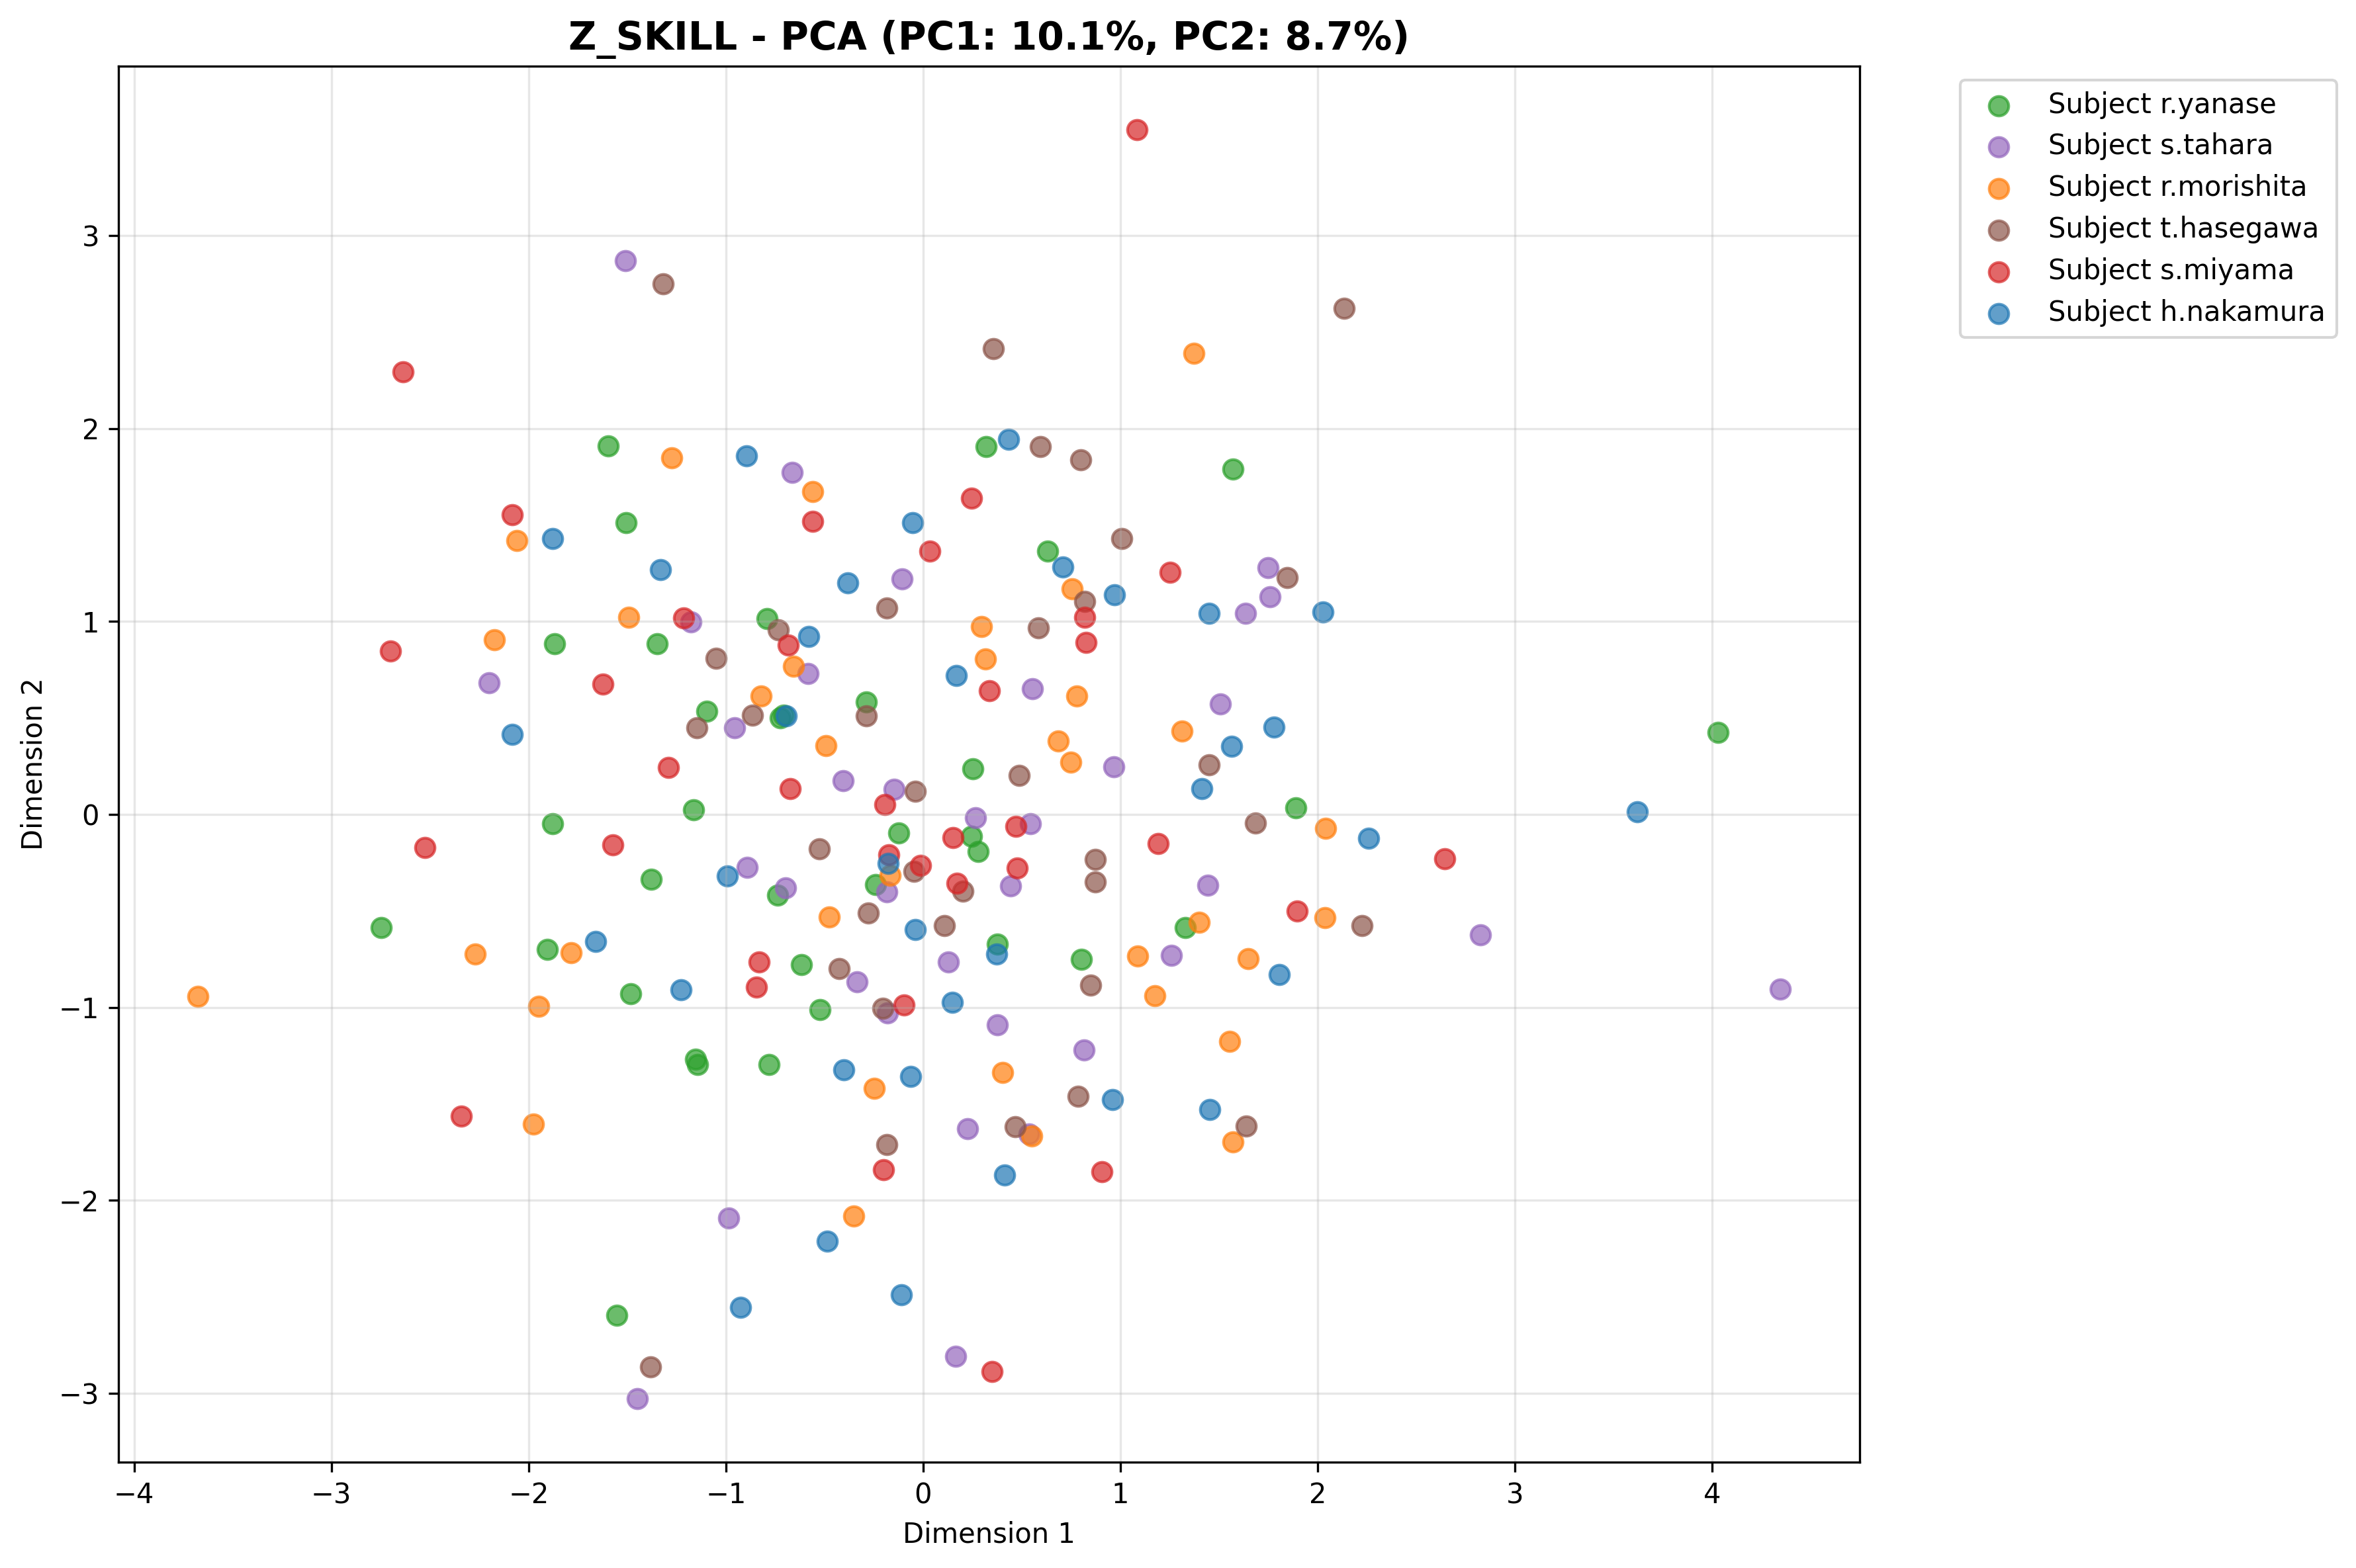 Z_SKILL - PCA (PC1: 10.1%, PC2: 8.7%)
Subject r.yanase
Subject s.tahara
Subject r.morishita
Subject t.hasegawa
Subject s.miyama
Subject h.nakamura
Dimension 2
3
2
1
0
−1
−2
−3
−4 −3 −2 −1 0 1 2 3 4
Dimension 1